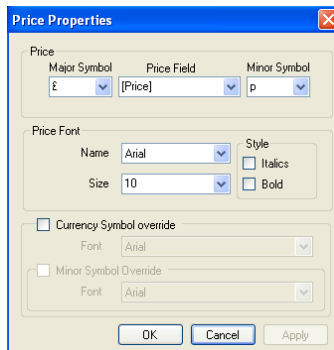 Price Properties
Price
Major Symbol Price Field Minor Symbol
£ [Price] p
Price Font
Name Arial
Size 10
Style
Italics
Bold
Currency Symbol override
Font Arial
Minor Symbol Override
Font Arial
OK Cancel Apply